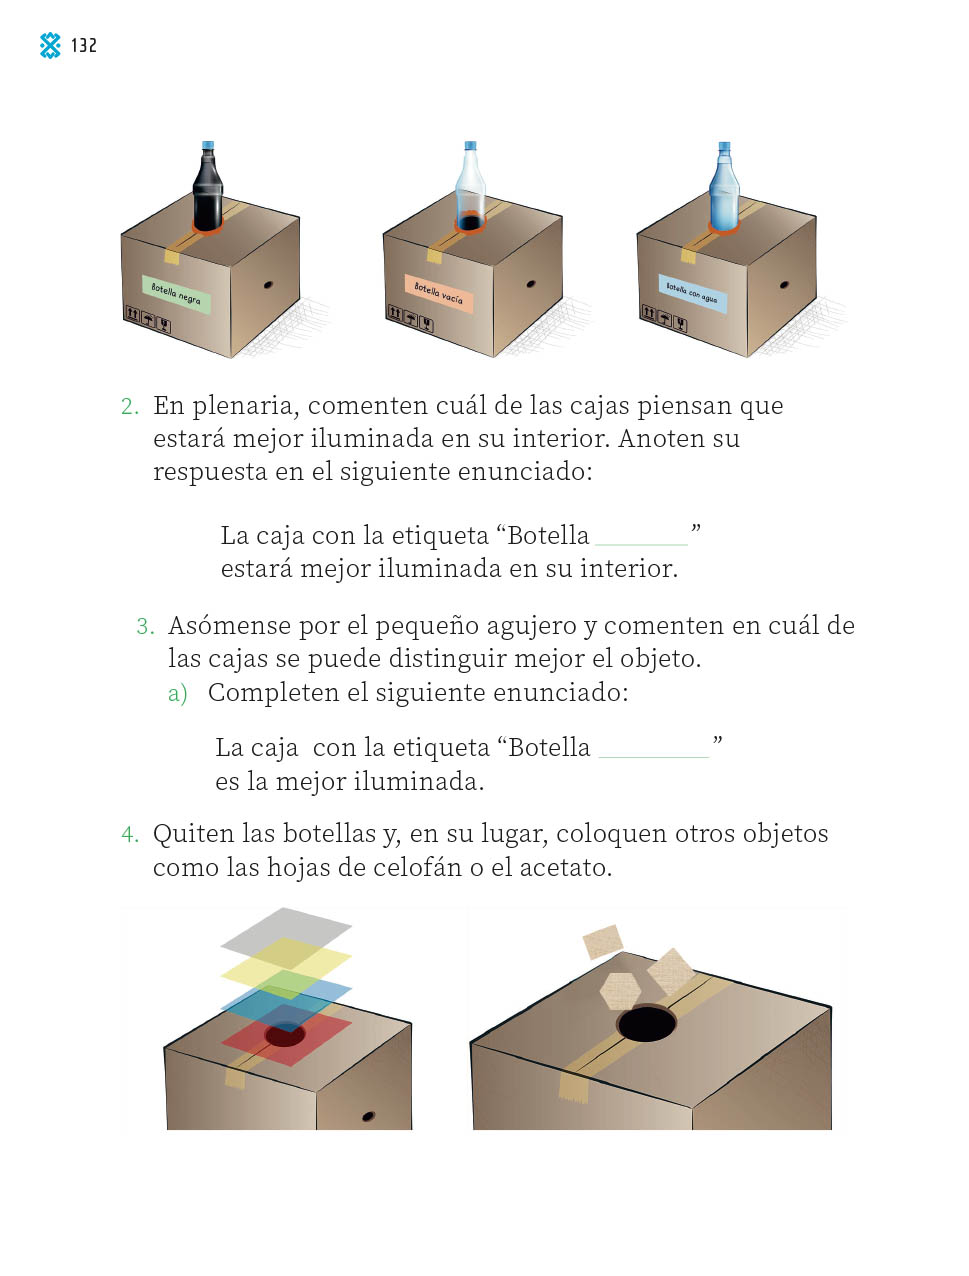 132
Botella negra
Botella vacía
Botella con agua
2. En plenaria, comenten cuál de las cajas piensan que
estará mejor iluminada en su interior. Anoten su
respuesta en el siguiente enunciado:
La caja con la etiqueta “Botella ______ ”
estará mejor iluminada en su interior.
3. Asómense por el pequeño agujero y comenten en cuál de
las cajas se puede distinguir mejor el objeto.
a) Completen el siguiente enunciado:
La caja con la etiqueta “Botella _______ ”
es la mejor iluminada.
4. Quiten las botellas y, en su lugar, coloquen otros objetos
como las hojas de celofán o el acetato.